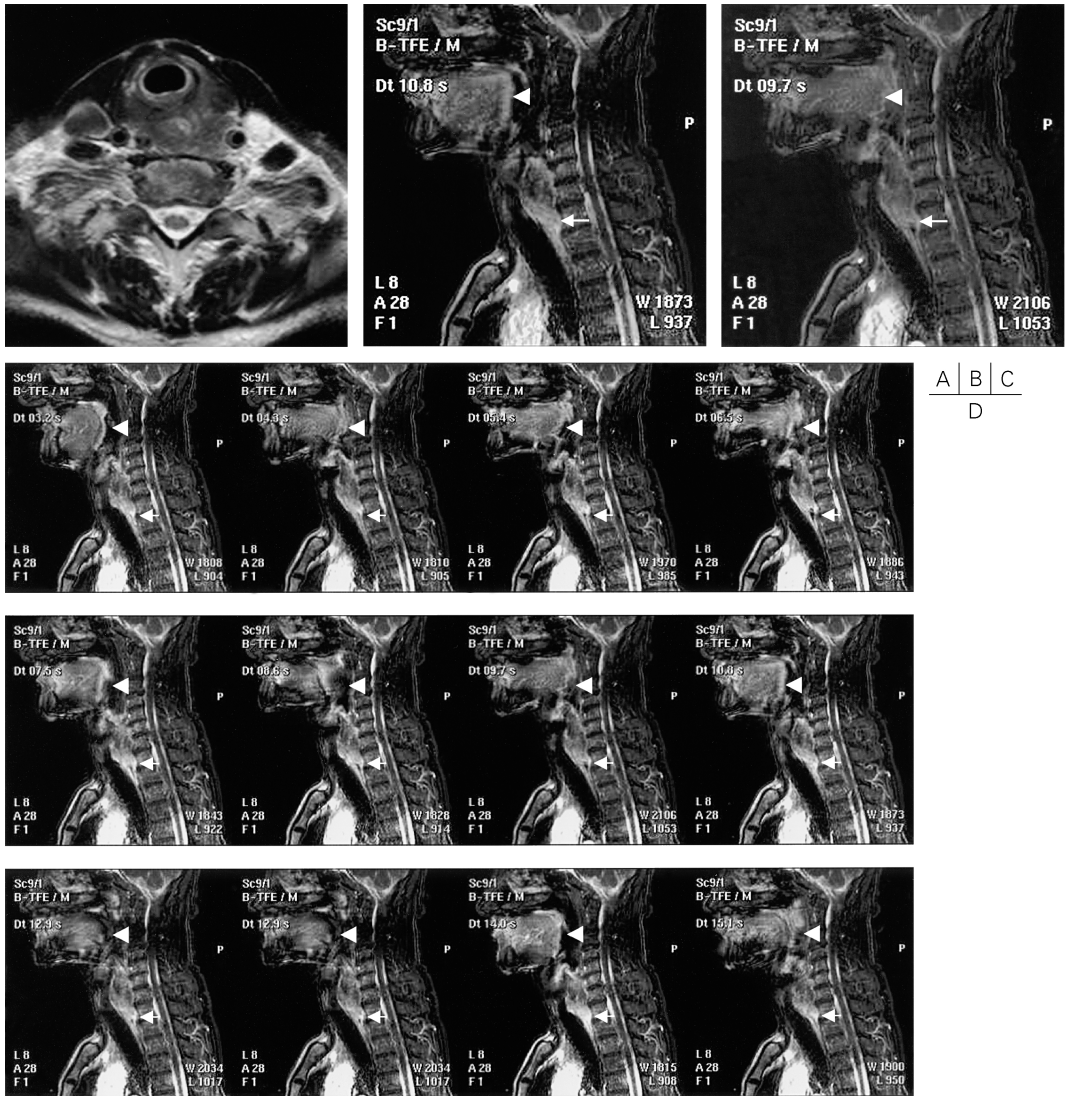 Sc9/1
B-TFE / M
Dt 10.8 s
P
L 8
A 28
F 1
W 1873
L 937
Sc9/1
B-TFE / M
Dt 09.7 s
P
L 8
A 28
F 1
W 2106
L 1053
A B C
D
Sc9/1
B-TFE / M
Dt 03.2 s
P
L 8
A 28
F 1
W 1808
L 904
Sc9/1
B-TFE / M
Dt 04.3 s
P
L 8
A 28
F 1
W 1810
L 905
Sc9/1
B-TFE / M
Dt 05.4 s
P
L 8
A 28
F 1
W 1970
L 985
Sc9/1
B-TFE / M
Dt 06.5 s
P
L 8
A 28
F 1
W 1886
L 943
Sc9/1
B-TFE / M
Dt 07.5 s
P
L 8
A 28
F 1
W 1843
L 922
Sc9/1
B-TFE / M
Dt 08.6 s
P
L 8
A 28
F 1
W 1828
L 914
Sc9/1
B-TFE / M
Dt 09.7 s
P
L 8
A 28
F 1
W 2106
L 1053
Sc9/1
B-TFE / M
Dt 10.8 s
P
L 8
A 28
F 1
W 1873
L 937
Sc9/1
B-TFE / M
Dt 12.9 s
P
L 8
A 28
F 1
W 2034
L 1017
Sc9/1
B-TFE / M
Dt 12.9 s
P
L 8
A 28
F 1
W 2034
L 1017
Sc9/1
B-TFE / M
Dt 14.0 s
P
L 8
A 28
F 1
W 1815
L 908
Sc9/1
B-TFE / M
Dt 15.1 s
P
L 8
A 28
F 1
W 1900
L 950